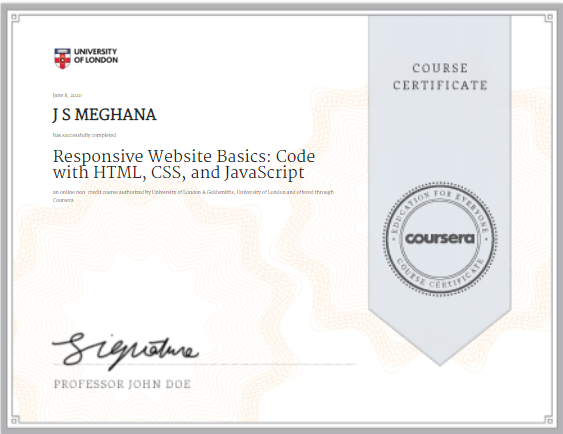 UNIVERSITY
OF LONDON
COURSE
CERTIFICATE
June 8, 2020
J S MEGHANA
has successfully completed
Responsive Website Basics: Code
with HTML, CSS, and JavaScript
an online non-credit course authorized by University of London & Goldsmiths, University of London and offered through
Coursera
EDUCATION FOR EVERYONE
coursera
COURSE CERTIFICATE
Signature
PROFESSOR JOHN DOE